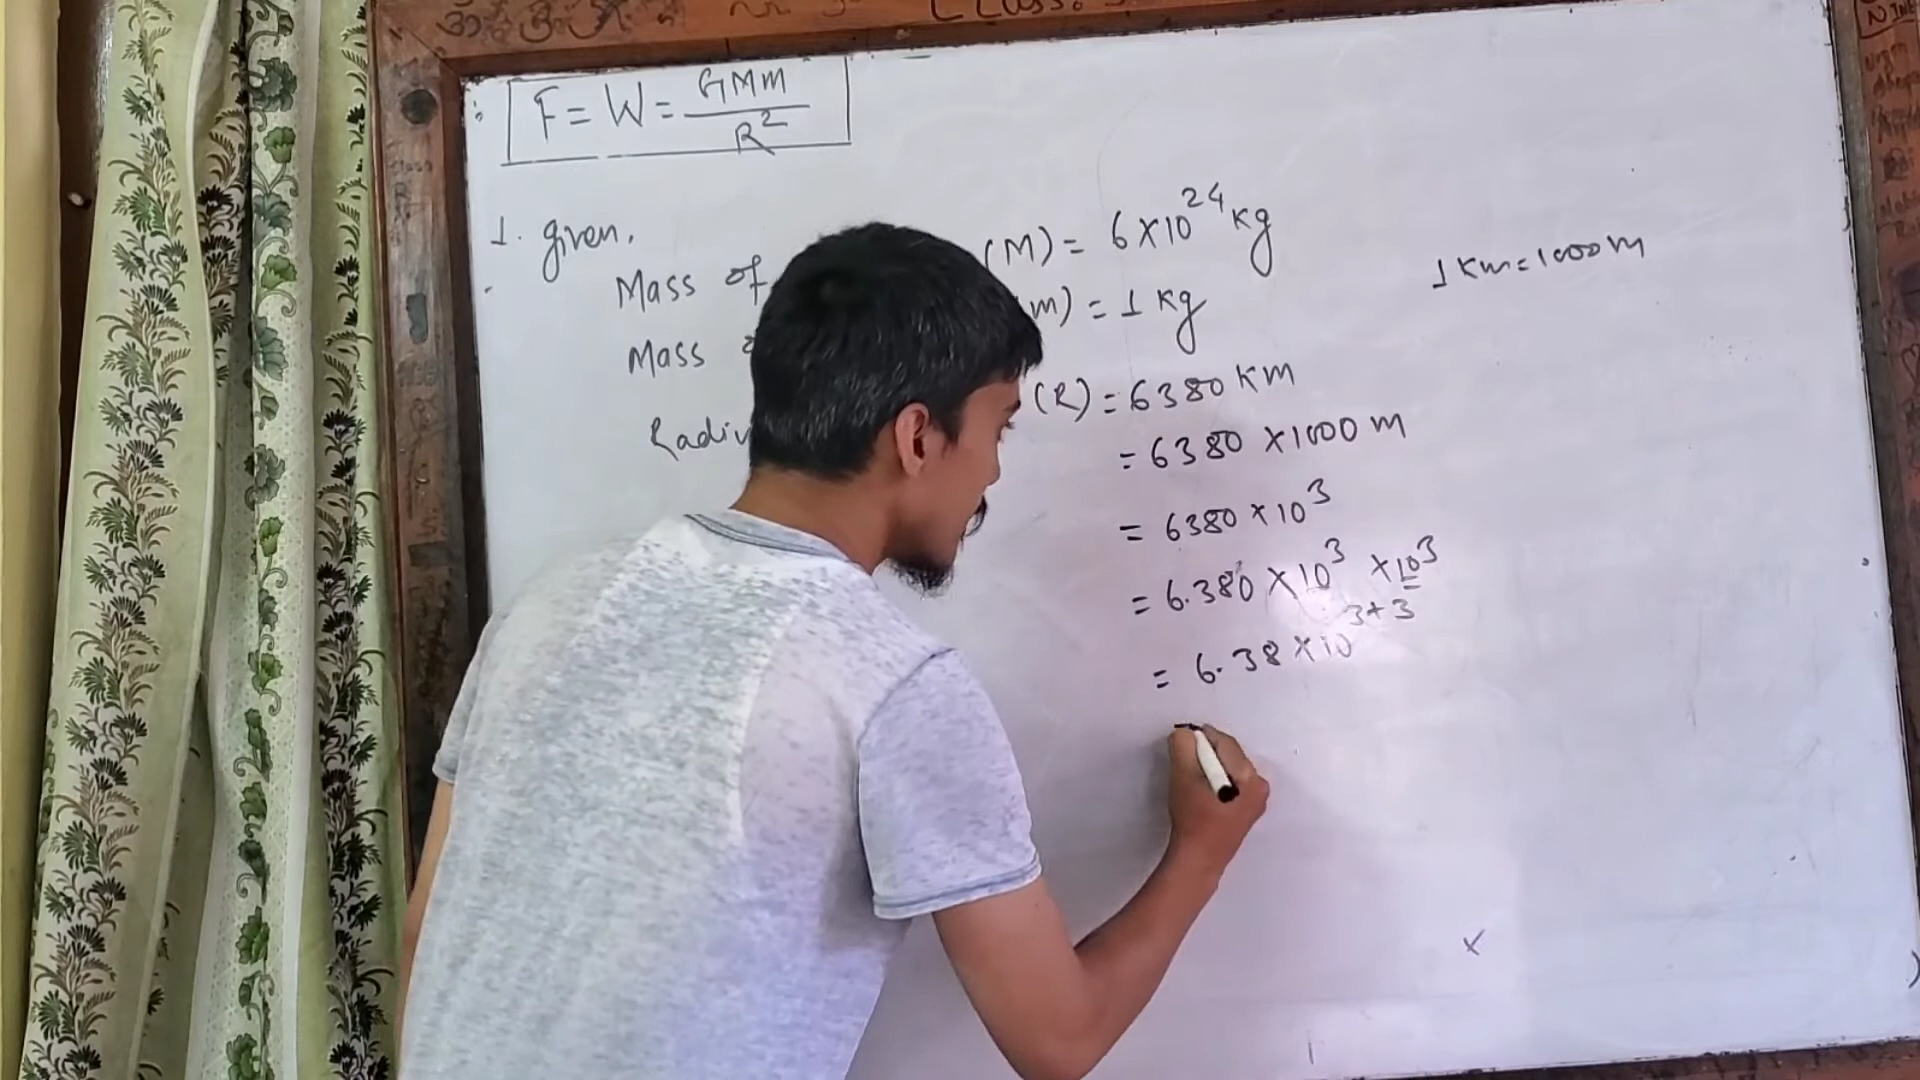 F = W = GMm / R²
1. given,
Mass of (M) = 6×10²⁴ kg
1 Km = 1000 m
Mass m) = 1 kg
Radiu (R) = 6380 Km
= 6380 × 1000 m
= 6380 × 10³
= 6.380 × 10³ × 10³
= 6.38 × 10³⁺³
×